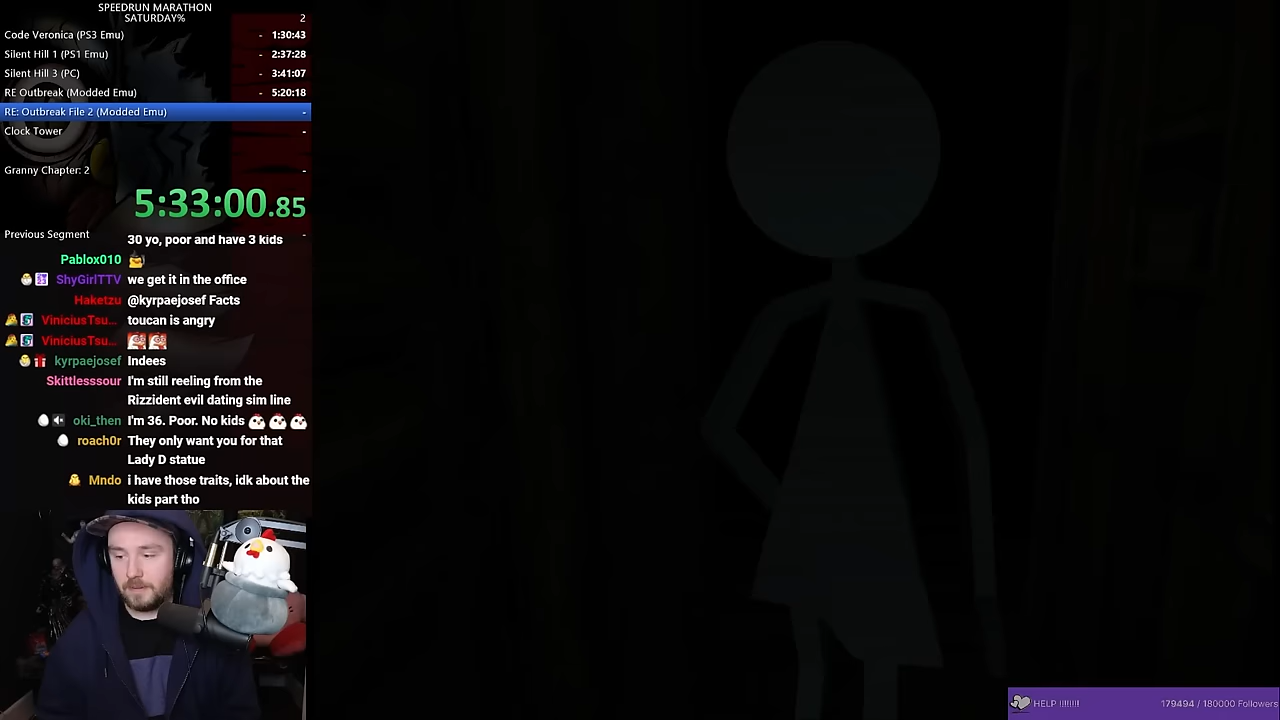 SPEEDRUN MARATHON
SATURDAY%
2
Code Veronica (PS3 Emu) - 1:30:43
Silent Hill 1 (PS1 Emu) - 2:37:28
Silent Hill 3 (PC) - 3:41:07
RE Outbreak (Modded Emu) - 5:20:18
RE: Outbreak File 2 (Modded Emu) -
Clock Tower -
Granny Chapter: 2 -
5:33:00.85
Previous Segment -
30 yo, poor and have 3 kids
Pablox010
ShyGirlTTV we get it in the office
Haketzu @kyrpaejosef Facts
ViniciusTsu... toucan is angry
ViniciusTsu...
kyrpaejosef Indees
Skittlesssour I'm still reeling from the
Rizzident evil dating sim line
oki_then I'm 36. Poor. No kids
roach0r They only want you for that
Lady D statue
Mndo i have those traits, idk about the
kids part tho
HELP !!!!!!!! 179494 / 180000 Followers